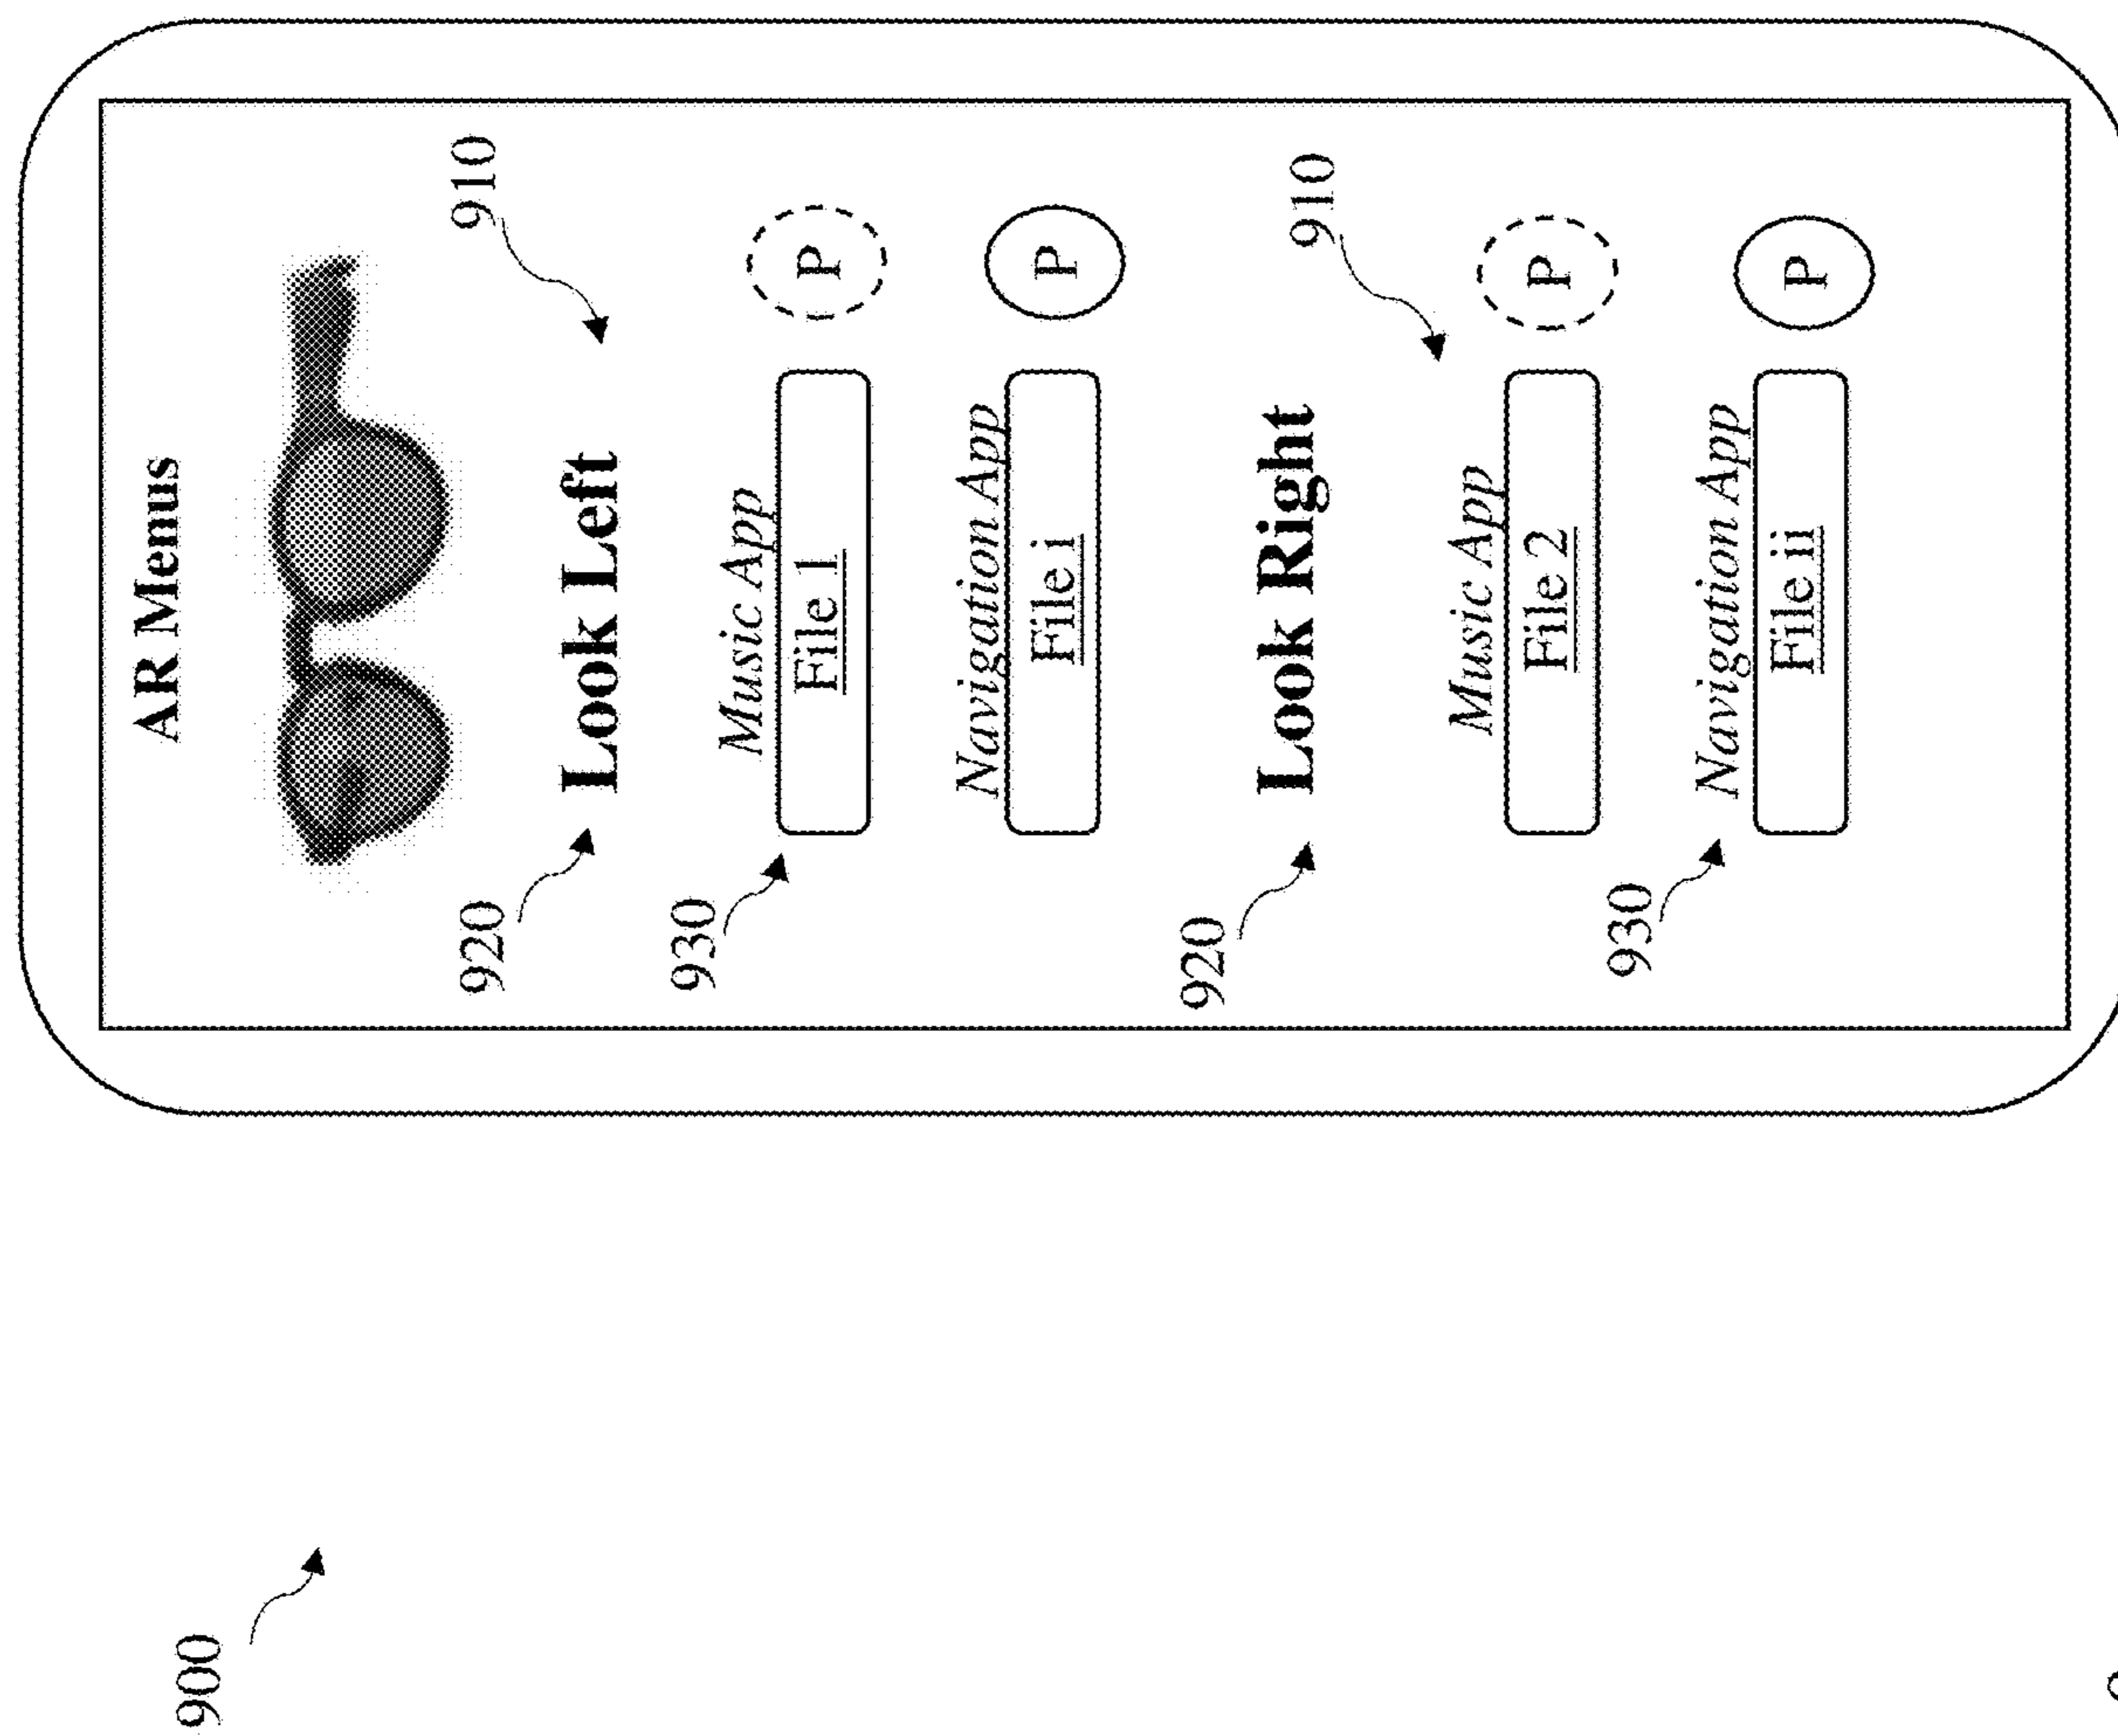 900
AR Menus
910
920
Look Left
930
Music App
File 1
P
Navigation App
File i
P
910
920
Look Right
Music App
File 2
P
930
Navigation App
File ii
P